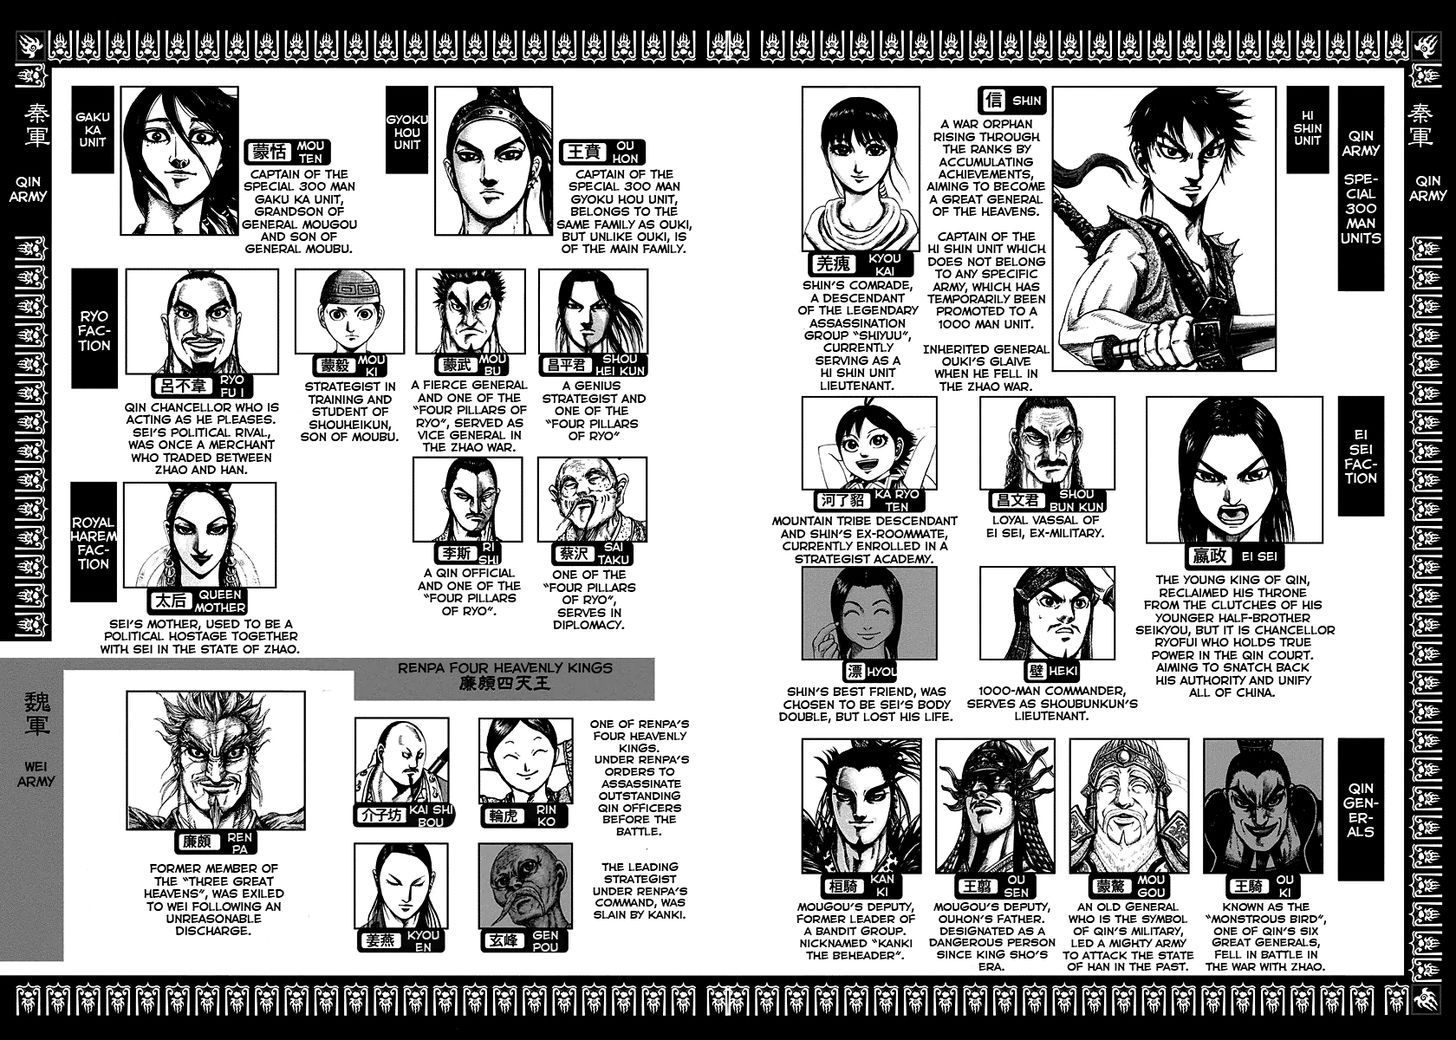 秦軍
QIN
ARMY
QIN
ARMY
SPE-
CIAL
300
MAN
UNITS
HI
SHIN
UNIT
信 SHIN
A WAR ORPHAN
RISING THROUGH
THE RANKS BY
ACCUMULATING
ACHIEVEMENTS,
AIMING TO BECOME
A GREAT GENERAL
OF THE HEAVENS.
CAPTAIN OF THE
HI SHIN UNIT WHICH
DOES NOT BELONG
TO ANY SPECIFIC
ARMY, WHICH HAS
TEMPORARILY BEEN
PROMOTED TO A
1000 MAN UNIT.
INHERITED GENERAL
OUKI'S GLAIVE
WHEN HE FELL IN
THE ZHAO WAR.
羌瘣 KYOU
KAI
SHIN'S COMRADE,
A DESCENDANT
OF THE LEGENDARY
ASSASSINATION
GROUP "SHIYUU",
CURRENTLY
SERVING AS A
HI SHIN UNIT
LIEUTENANT.
EI
SEI
FAC-
TION
嬴政 EI SEI
THE YOUNG KING OF QIN,
RECLAIMED HIS THRONE
FROM THE CLUTCHES OF HIS
YOUNGER HALF-BROTHER
SEIKYOU, BUT IT IS CHANCELLOR
RYOFUI WHO HOLDS TRUE
POWER IN THE QIN COURT.
AIMING TO SNATCH BACK
HIS AUTHORITY AND UNIFY
ALL OF CHINA.
昌文君 SHOU
BUN KUN
LOYAL VASSAL OF
EI SEI, EX-MILITARY.
河了貂 KA RYO
TEN
MOUNTAIN TRIBE DESCENDANT
AND SHIN'S EX-ROOMMATE,
CURRENTLY ENROLLED IN A
STRATEGIST ACADEMY.
壁 HEKI
1000-MAN COMMANDER,
SERVES AS SHOUBUNKUN'S
LIEUTENANT.
漂 HYOU
SHIN'S BEST FRIEND, WAS
CHOSEN TO BE SEI'S BODY
DOUBLE, BUT LOST HIS LIFE.
QIN
GEN-
ER-
ALS
王騎 OU
KI
KNOWN AS THE
"MONSTROUS BIRD",
ONE OF QIN'S SIX
GREAT GENERALS,
FELL IN BATTLE IN
THE WAR WITH ZHAO.
蒙驁 MOU
GOU
AN OLD GENERAL
WHO IS THE SYMBOL
OF QIN'S MILITARY,
LED A MIGHTY ARMY
TO ATTACK THE STATE
OF HAN IN THE PAST.
王翦 OU
SEN
MOUGOU'S DEPUTY,
OUHON'S FATHER.
DESIGNATED AS A
DANGEROUS PERSON
SINCE KING SHO'S
ERA.
桓騎 KAN
KI
MOUGOU'S DEPUTY,
FORMER LEADER OF
A BANDIT GROUP.
NICKNAMED "KANKI
THE BEHEADER".
秦軍
QIN
ARMY
GYOKU
HOU
UNIT
王賁 OU
HON
CAPTAIN OF THE
SPECIAL 300 MAN
GYOKU HOU UNIT,
BELONGS TO THE
SAME FAMILY AS OUKI,
BUT UNLIKE OUKI, IS
OF THE MAIN FAMILY.
GAKU
KA
UNIT
蒙恬 MOU
TEN
CAPTAIN OF THE
SPECIAL 300 MAN
GAKU KA UNIT,
GRANDSON OF
GENERAL MOUGOU
AND SON OF
GENERAL MOUBU.
RYO
FAC-
TION
呂不韋 RYO
FU I
QIN CHANCELLOR WHO IS
ACTING AS HE PLEASES.
SEI'S POLITICAL RIVAL,
WAS ONCE A MERCHANT
WHO TRADED BETWEEN
ZHAO AND HAN.
蒙毅 MOU
KI
STRATEGIST IN
TRAINING AND
STUDENT OF
SHOUHEIKUN,
SON OF MOUBU.
蒙武 MOU
BU
A FIERCE GENERAL
AND ONE OF THE
"FOUR PILLARS OF
RYO", SERVED AS
VICE GENERAL IN
THE ZHAO WAR.
昌平君 SHOU
HEI KUN
A GENIUS
STRATEGIST AND
ONE OF THE
"FOUR PILLARS
OF RYO"
李斯 RI
SHI
A QIN OFFICIAL
AND ONE OF THE
"FOUR PILLARS
OF RYO".
蔡沢 SAI
TAKU
ONE OF THE
"FOUR PILLARS
OF RYO",
SERVES IN
DIPLOMACY.
ROYAL
HAREM
FAC-
TION
太后 QUEEN
MOTHER
SEI'S MOTHER, USED TO BE A
POLITICAL HOSTAGE TOGETHER
WITH SEI IN THE STATE OF ZHAO.
魏軍
WEI
ARMY
廉頗 REN
PA
FORMER MEMBER OF
THE "THREE GREAT
HEAVENS", WAS EXILED
TO WEI FOLLOWING AN
UNREASONABLE
DISCHARGE.
RENPA FOUR HEAVENLY KINGS
廉頗四天王
介子坊 KAI SHI
BOU
輪虎 RIN
KO
ONE OF RENPA'S
FOUR HEAVENLY
KINGS.
UNDER RENPA'S
ORDERS TO
ASSASSINATE
OUTSTANDING
QIN OFFICERS
BEFORE THE
BATTLE.
姜燕 KYOU
EN
玄峰 GEN
POU
THE LEADING
STRATEGIST
UNDER RENPA'S
COMMAND, WAS
SLAIN BY KANKI.